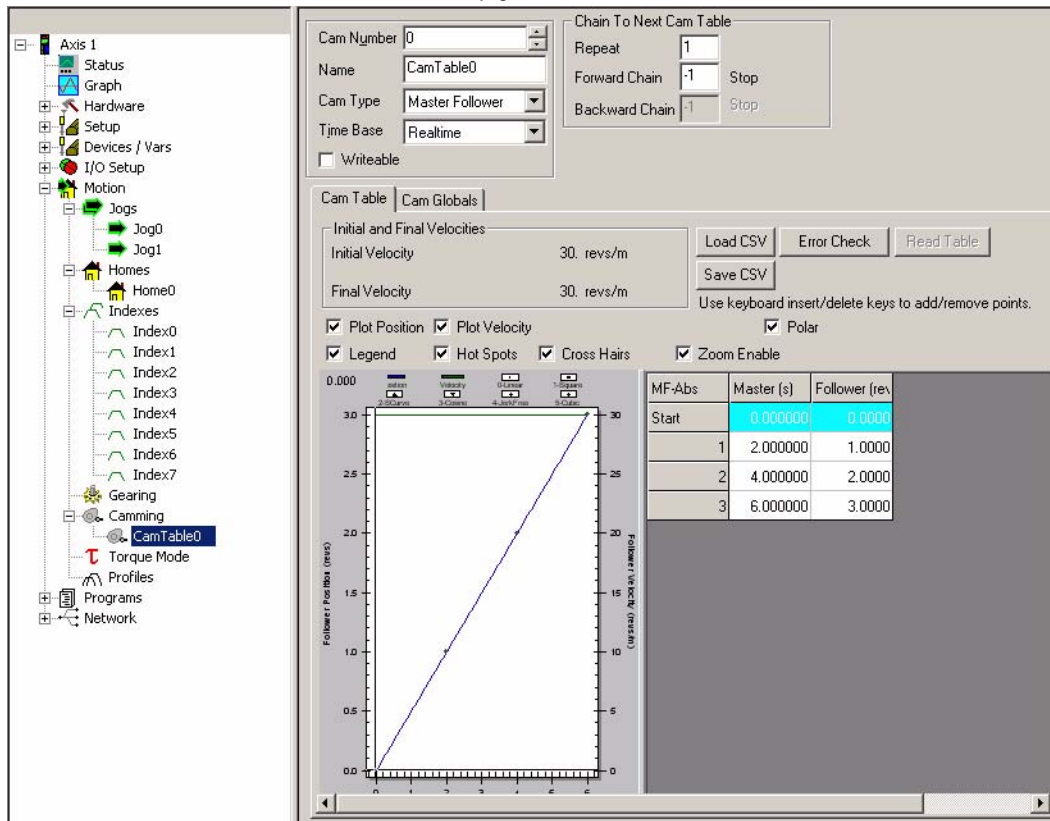 Axis 1
Status
Graph
Hardware
Setup
Devices / Vars
I/O Setup
Motion
Jogs
Jog0
Jog1
Homes
Home0
Indexes
Index0
Index1
Index2
Index3
Index4
Index5
Index6
Index7
Gearing
Camming
CamTable0
Torque Mode
Profiles
Programs
Network
Cam Number 0
Name CamTable0
Cam Type Master Follower
Time Base Realtime
Writeable
Chain To Next Cam Table
Repeat 1
Forward Chain -1 Stop
Backward Chain -1 Stop
Cam Table Cam Globals
Initial and Final Velocities
Initial Velocity 30. revs/m
Final Velocity 30. revs/m
Load CSV Error Check Read Table
Save CSV
Use keyboard insert/delete keys to add/remove points.
Plot Position Plot Velocity Polar
Legend Hot Spots Cross Hairs Zoom Enable
0.000 Velocity 0-Linear 1-Square
2-SCurve 3-Cosine 4-JerkFree 5-Cubic
3.0 30
2.5 25
2.0 20
1.5 15
1.0 10
0.5 5
0.0 0
Follower Position (revs)
Follower Velocity (revs/m)
MF-Abs Master (s) Follower (rev
Start 0.000000 0.0000
1 2.000000 1.0000
2 4.000000 2.0000
3 6.000000 3.0000